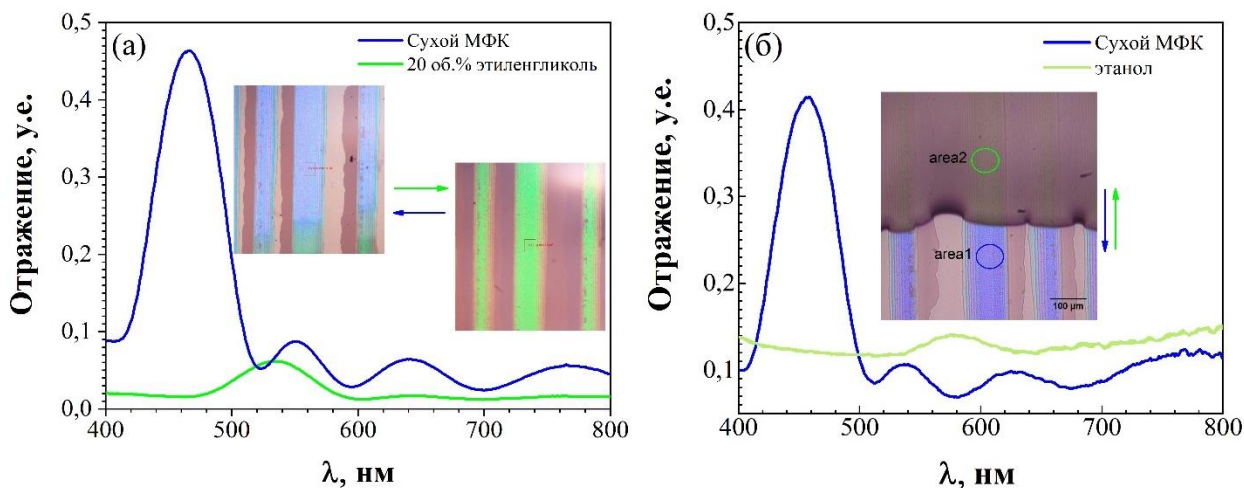 (а)
Сухой МФК
20 об.% этиленгликоль
Отражение, у.е.
0,5
0,4
0,3
0,2
0,1
0,0
400
500
600
700
800
λ, нм
(б)
Сухой МФК
этанол
Отражение, у.е.
0,5
0,4
0,3
0,2
0,1
area2
area1
100 µm
400
500
600
700
800
λ, нм